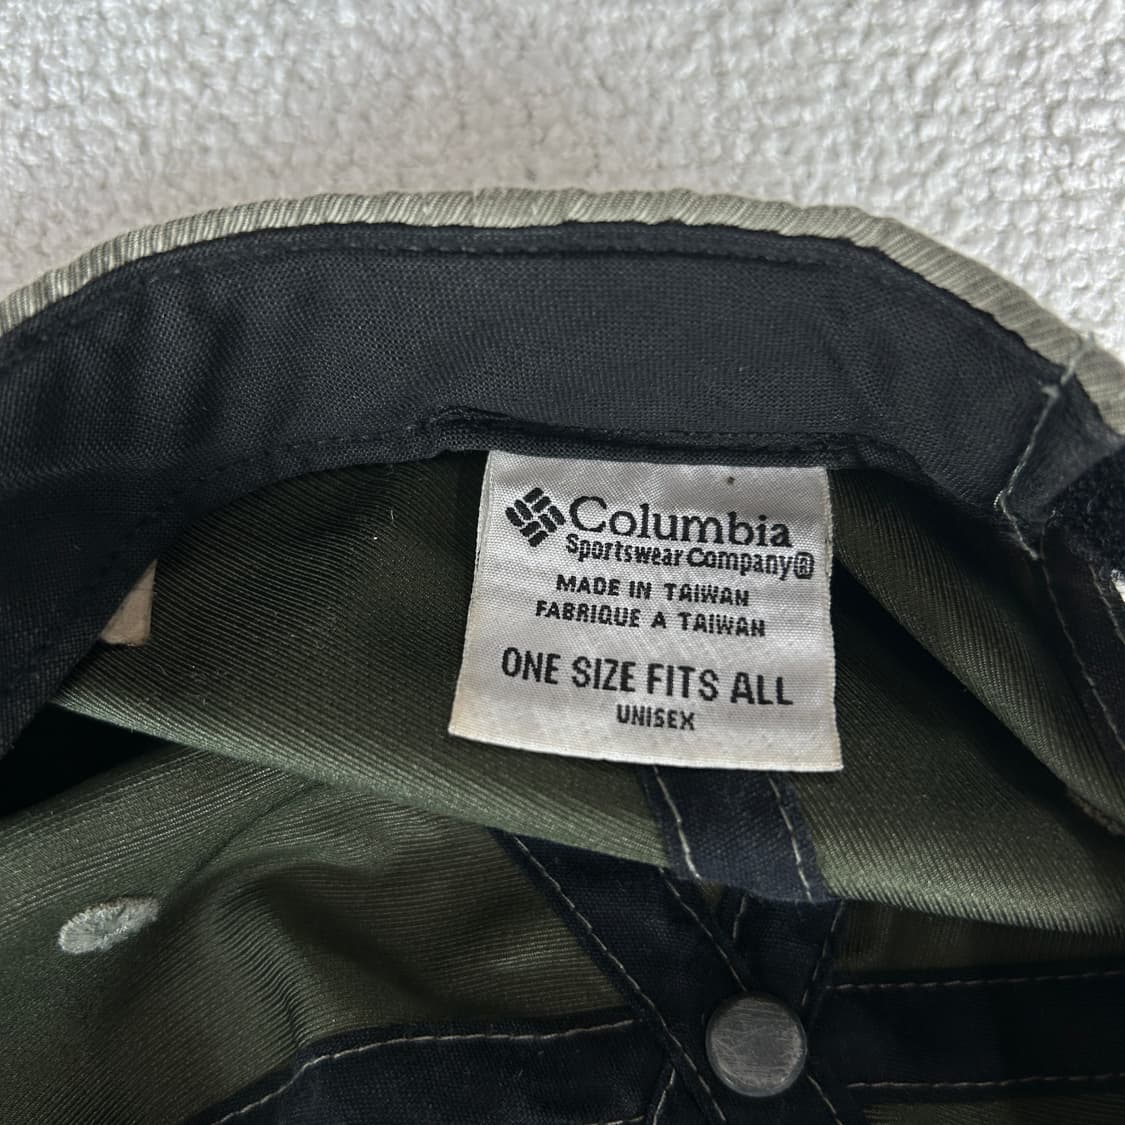 Columbia
Sportswear Company®
MADE IN TAIWAN
FABRIQUE A TAIWAN
ONE SIZE FITS ALL
UNISEX